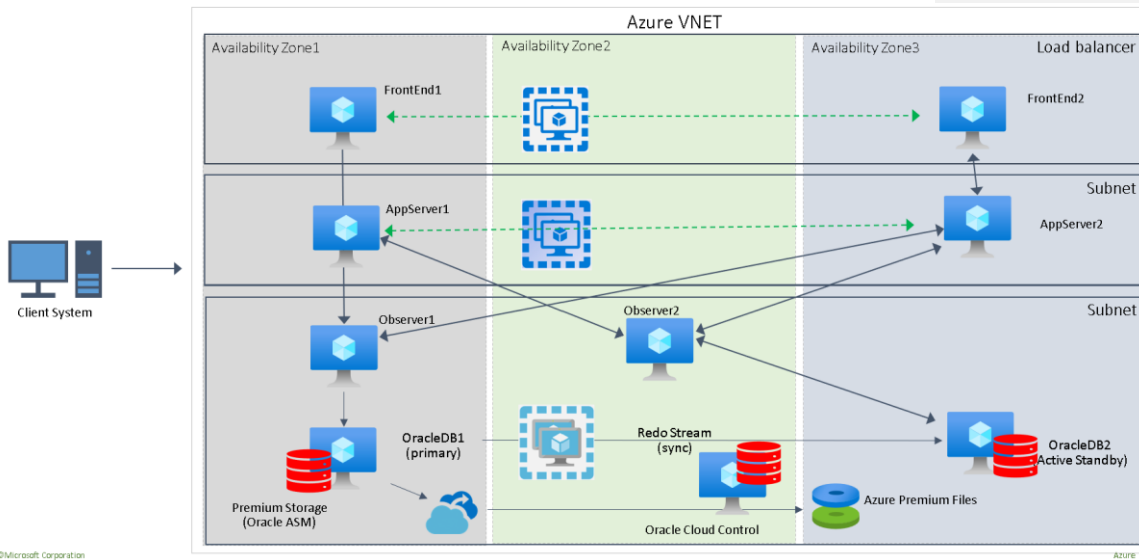 Azure VNET
Availability Zone1
Availability Zone2
Availability Zone3
Load balancer
FrontEnd1
FrontEnd2
Subnet
AppServer1
AppServer2
Client System
Subnet
Observer1
Observer2
OracleDB1
(primary)
Redo Stream
(sync)
OracleDB2
(Active Standby)
Premium Storage
(Oracle ASM)
Oracle Cloud Control
Azure Premium Files
©Microsoft Corporation
Azure